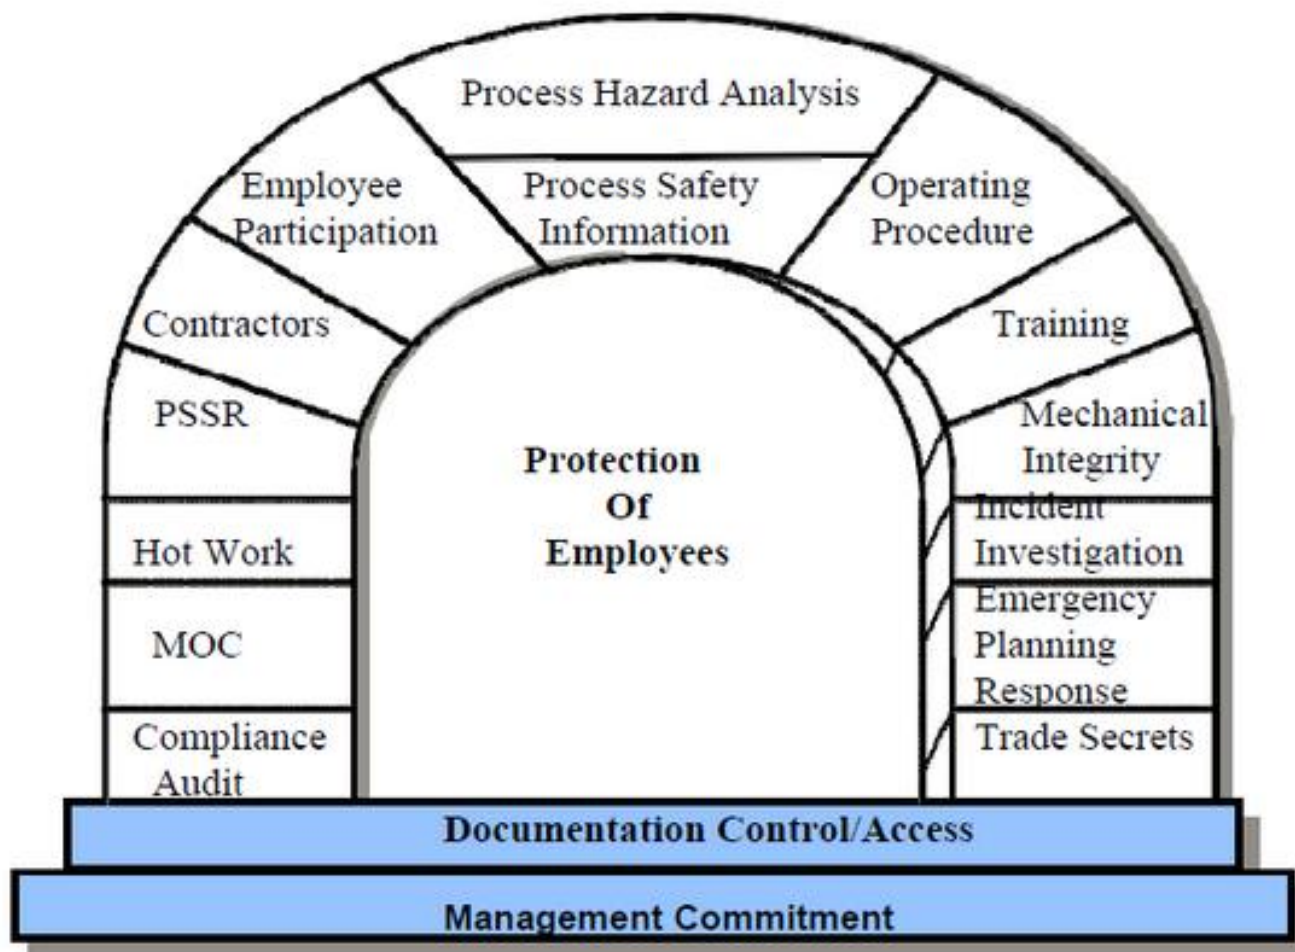 Process Hazard Analysis
Employee
Participation
Process Safety
Information
Operating
Procedure
Contractors
Training
PSSR
Mechanical
Integrity
Protection
Of
Employees
Hot Work
Incident
Investigation
MOC
Emergency
Planning
Response
Compliance
Audit
Trade Secrets
Documentation Control/Access
Management Commitment